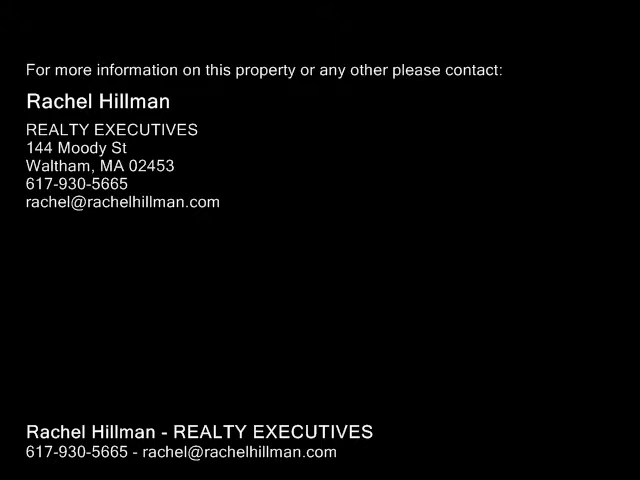 For more information on this property or any other please contact:
Rachel Hillman
REALTY EXECUTIVES
144 Moody St
Waltham, MA 02453
617-930-5665
rachel@rachelhillman.com
Rachel Hillman - REALTY EXECUTIVES
617-930-5665 - rachel@rachelhillman.com